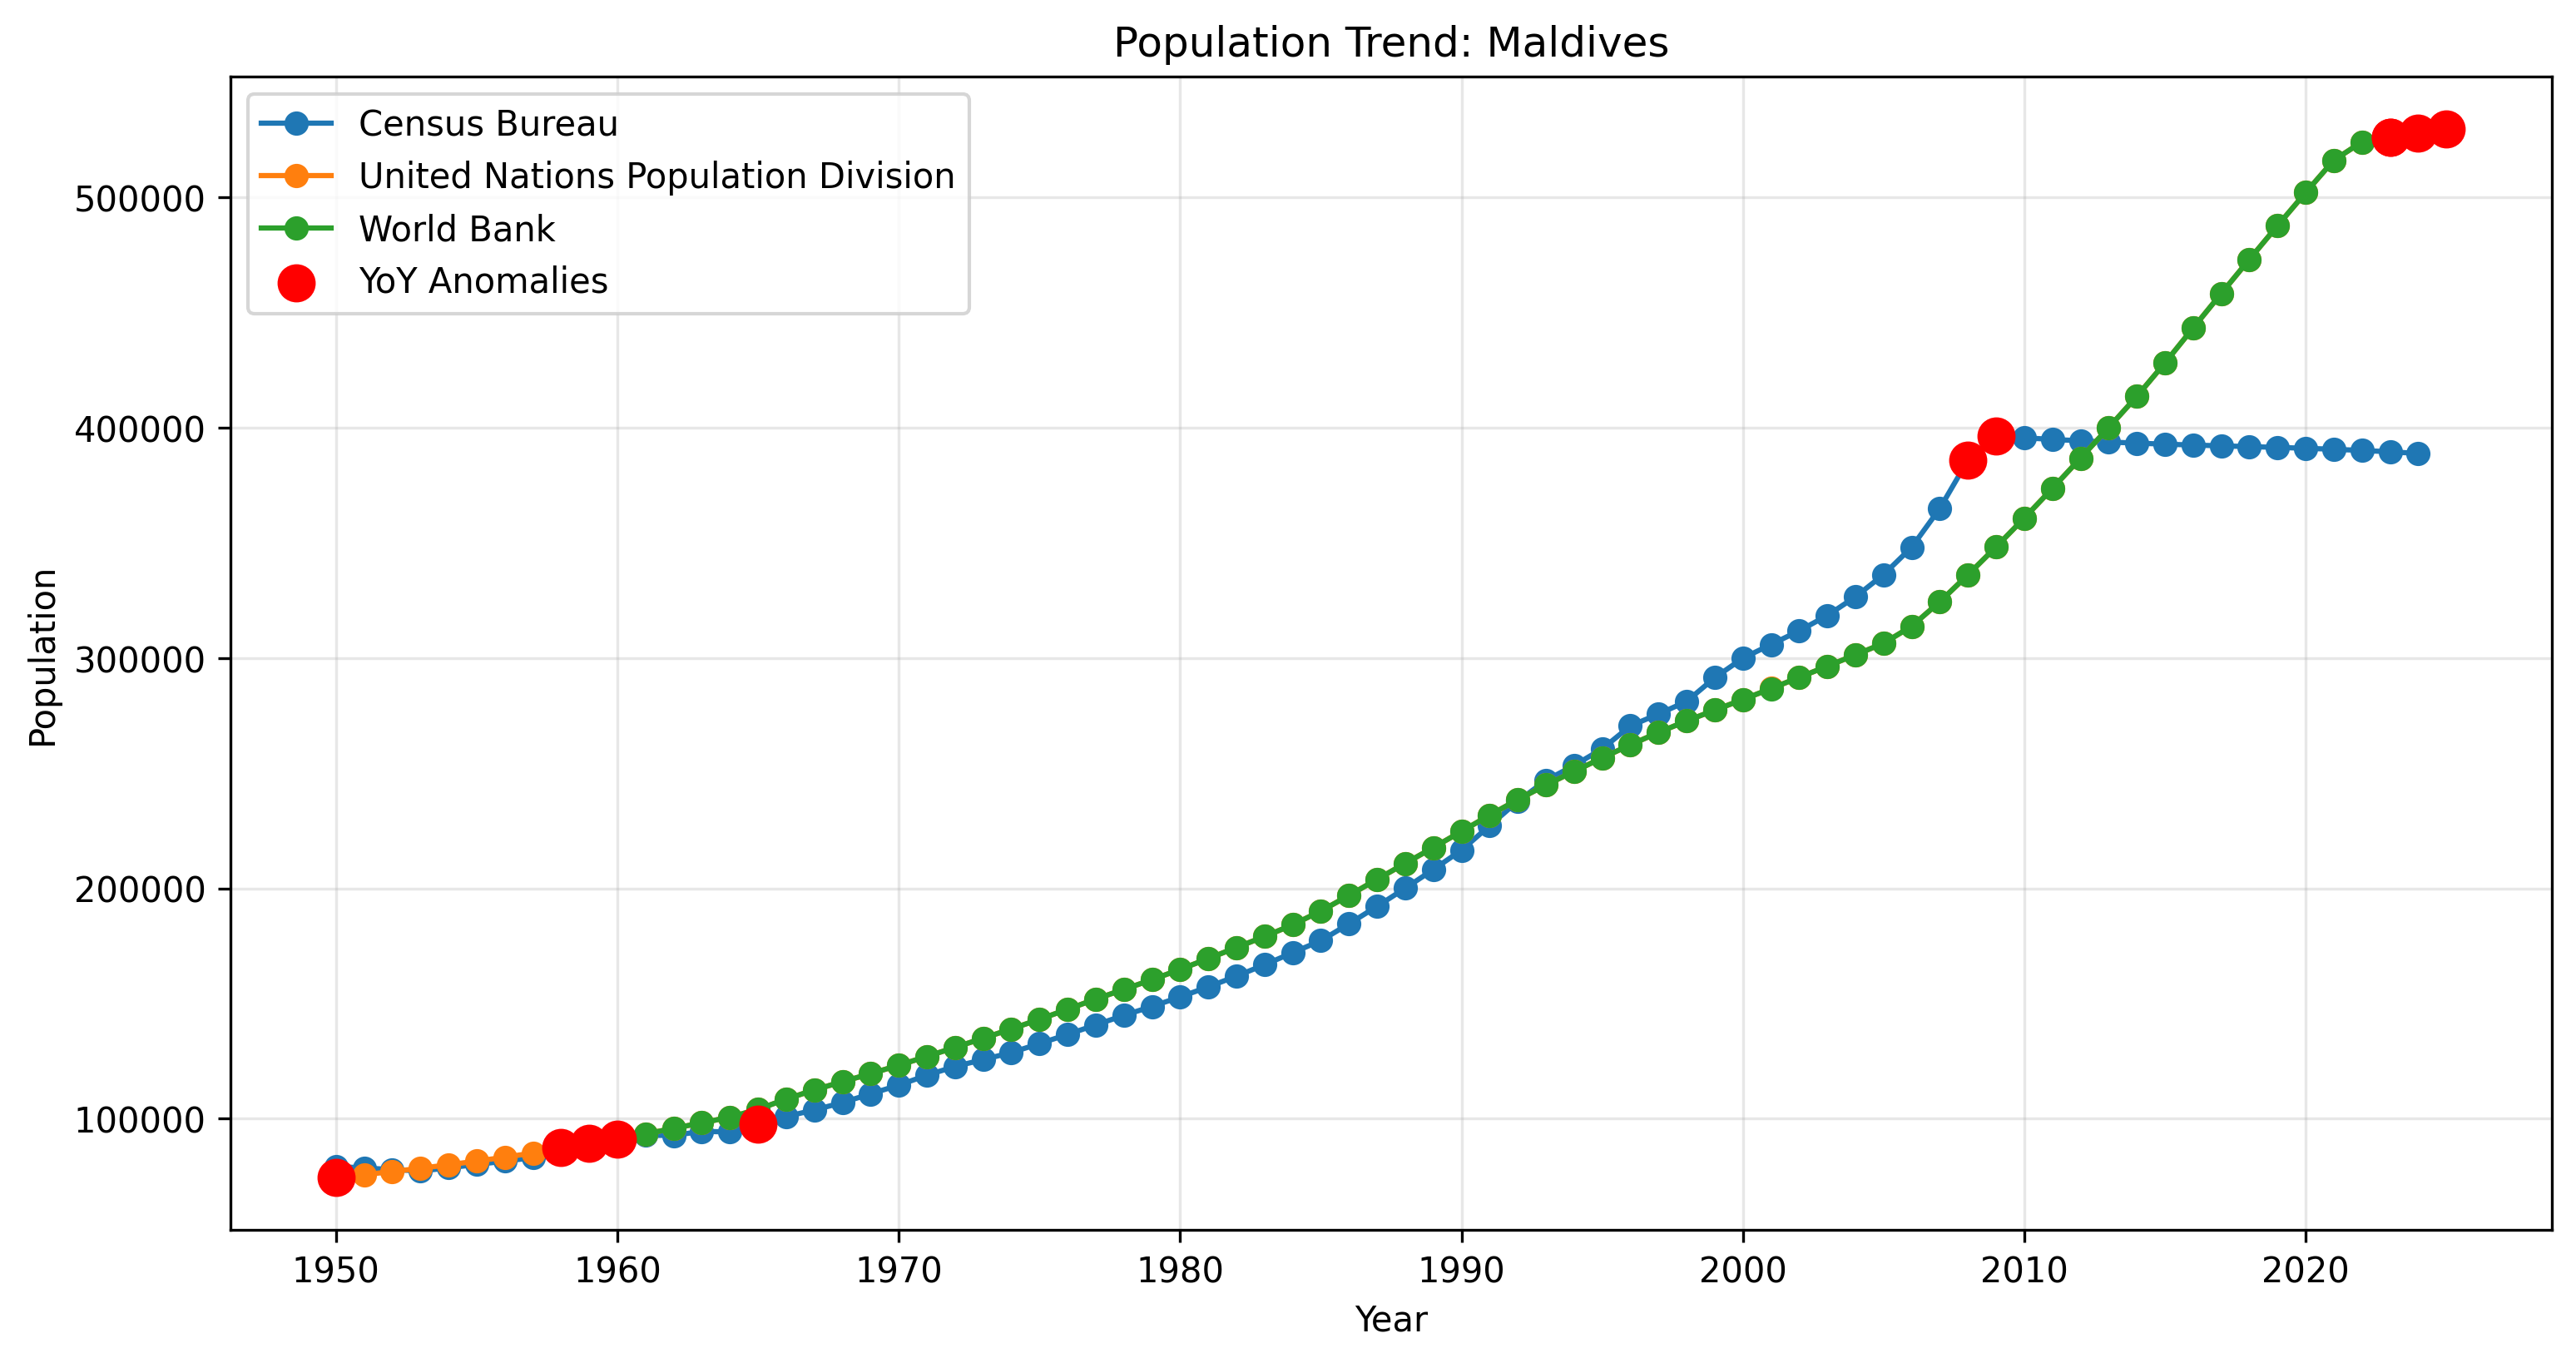 Population Trend: Maldives
Census Bureau
United Nations Population Division
World Bank
YoY Anomalies
Population
500000
400000
300000
200000
100000
1950 1960 1970 1980 1990 2000 2010 2020
Year